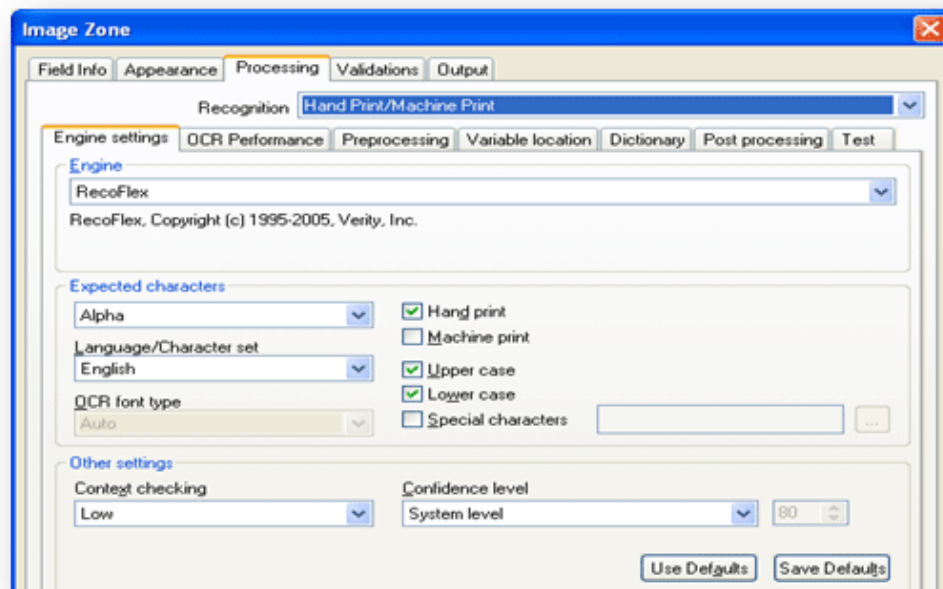 Image Zone
Field Info Appearance Processing Validations Output
Recognition Hand Print/Machine Print
Engine settings OCR Performance Preprocessing Variable location Dictionary Post processing Test
Engine
RecoFlex
RecoFlex, Copyright (c) 1995-2005, Verity, Inc.
Expected characters
Alpha
Hand print
Machine print
Language/Character set
English
Upper case
Lower case
OCR font type
Auto
Special characters
...
Other settings
Context checking
Confidence level
Low
System level
80
Use Defaults Save Defaults